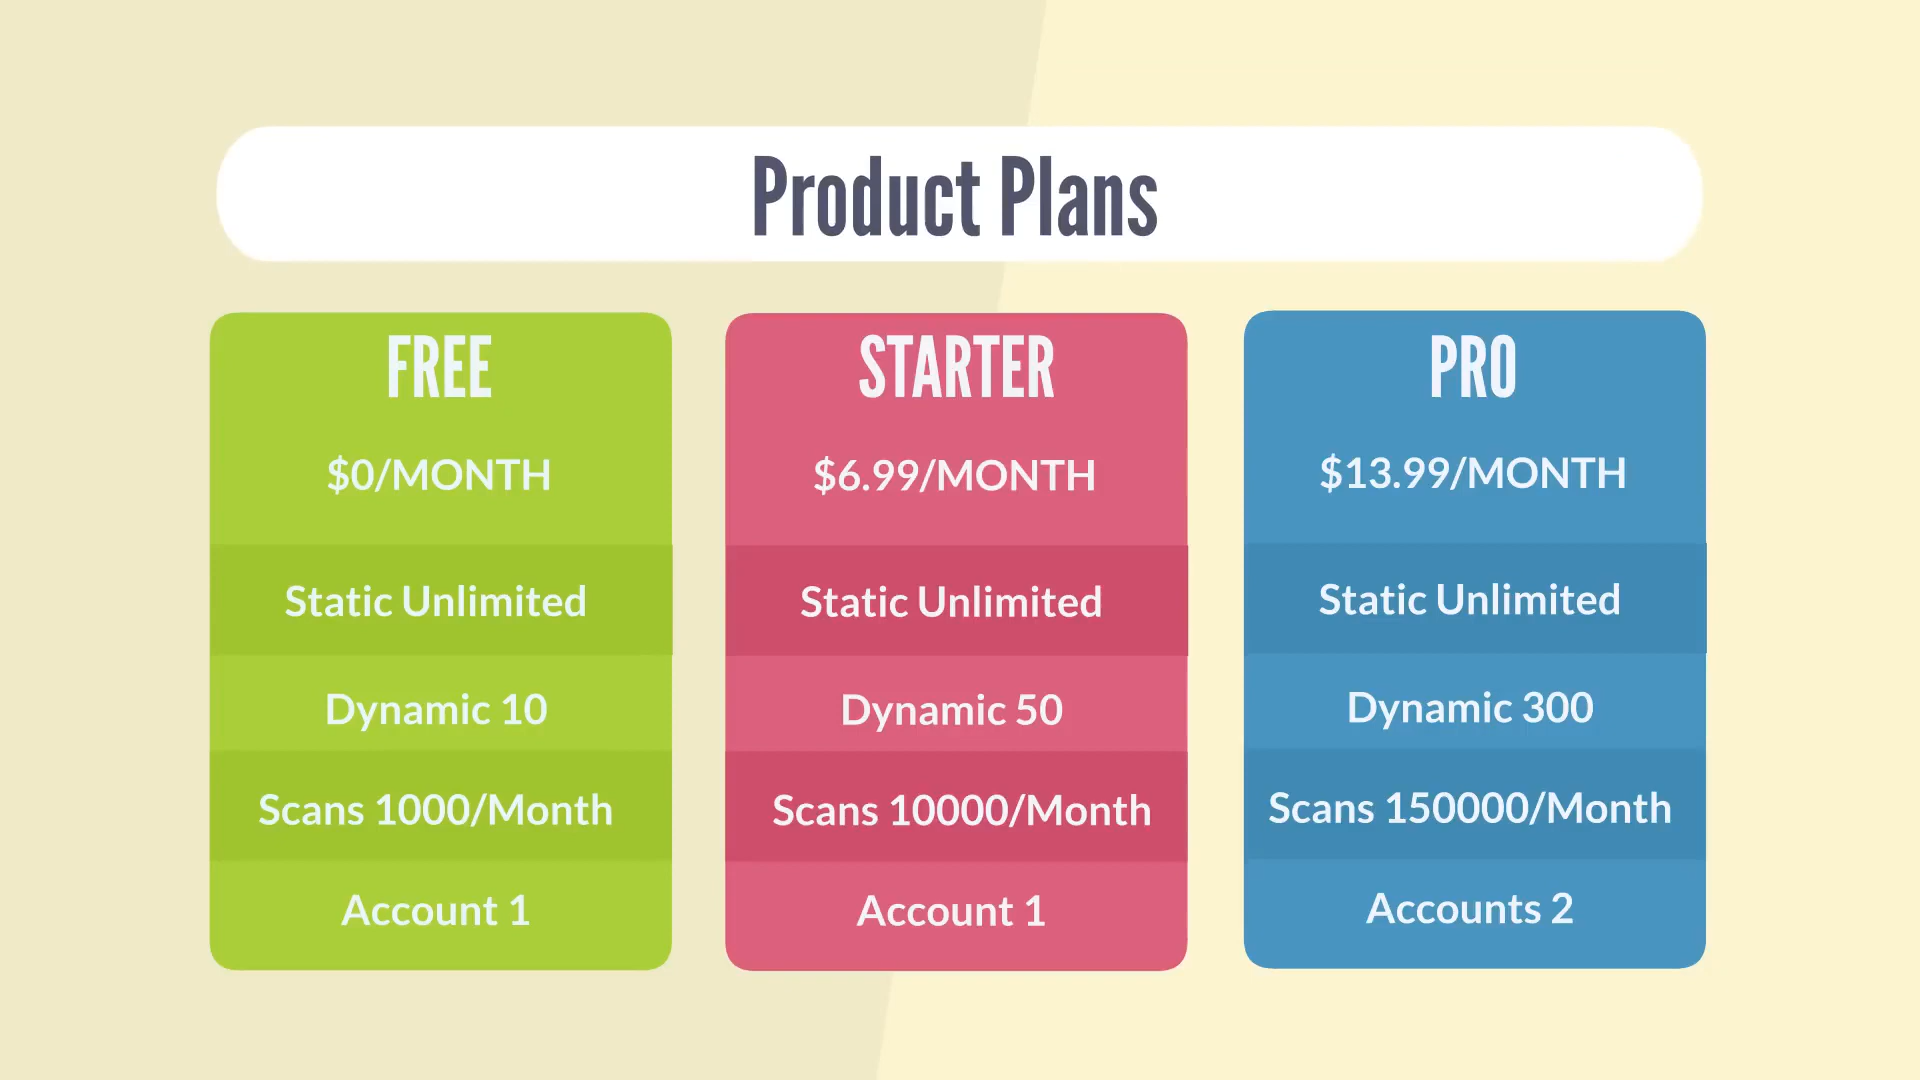 Product Plans
FREE
$0/MONTH
Static Unlimited
Dynamic 10
Scans 1000/Month
Account 1
STARTER
$6.99/MONTH
Static Unlimited
Dynamic 50
Scans 10000/Month
Account 1
PRO
$13.99/MONTH
Static Unlimited
Dynamic 300
Scans 150000/Month
Accounts 2